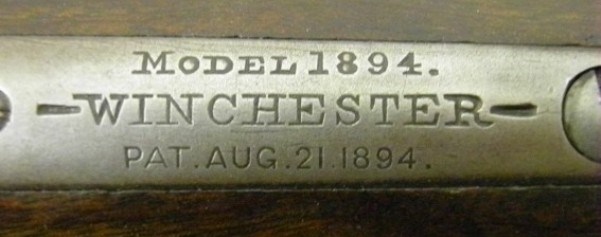 MODEL 1894.
-WINCHESTER-
PAT. AUG. 21. 1894.